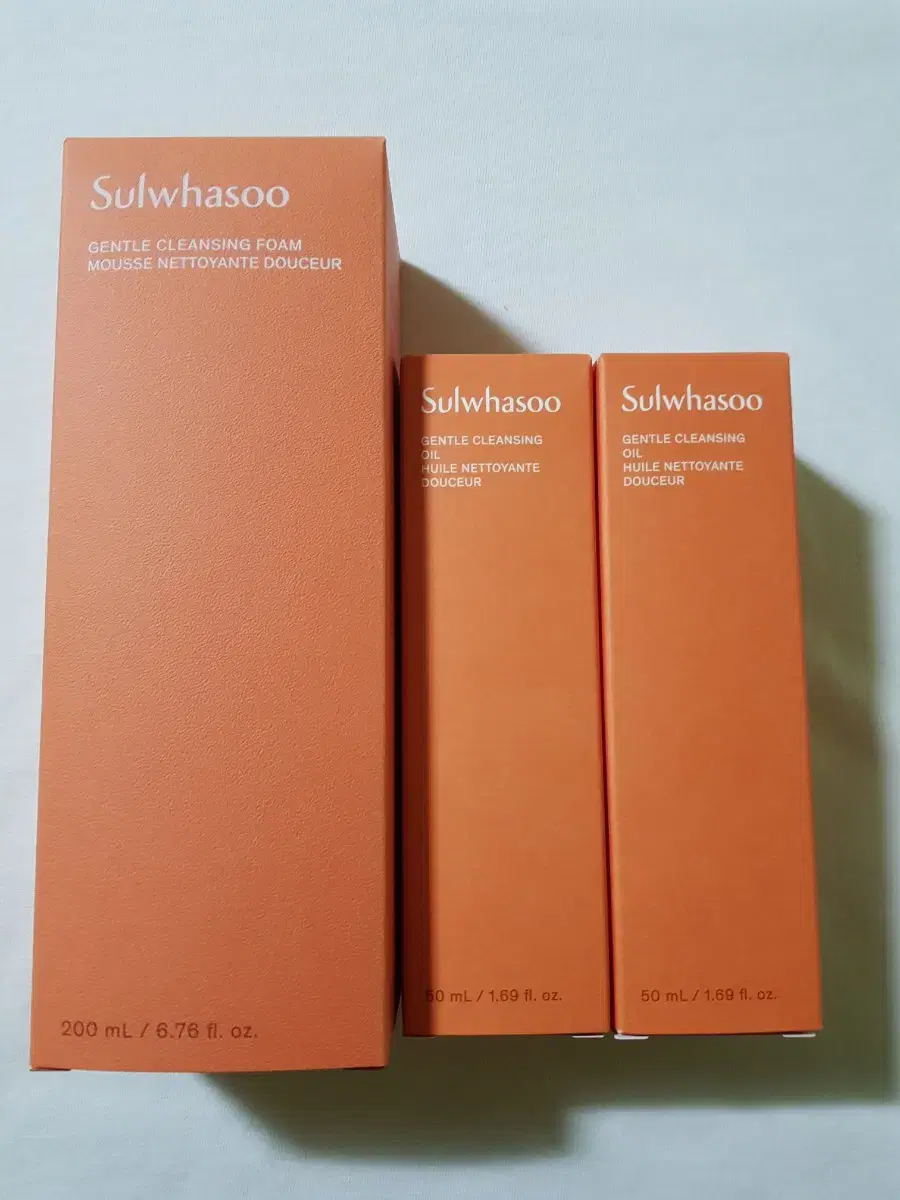 Sulwhasoo
GENTLE CLEANSING FOAM
MOUSSE NETTOYANTE DOUCEUR
200 mL / 6.76 fl. oz.
Sulwhasoo
GENTLE CLEANSING
OIL
HUILE NETTOYANTE
DOUCEUR
50 mL / 1.69 fl. oz.
Sulwhasoo
GENTLE CLEANSING
OIL
HUILE NETTOYANTE
DOUCEUR
50 mL / 1.69 fl. oz.